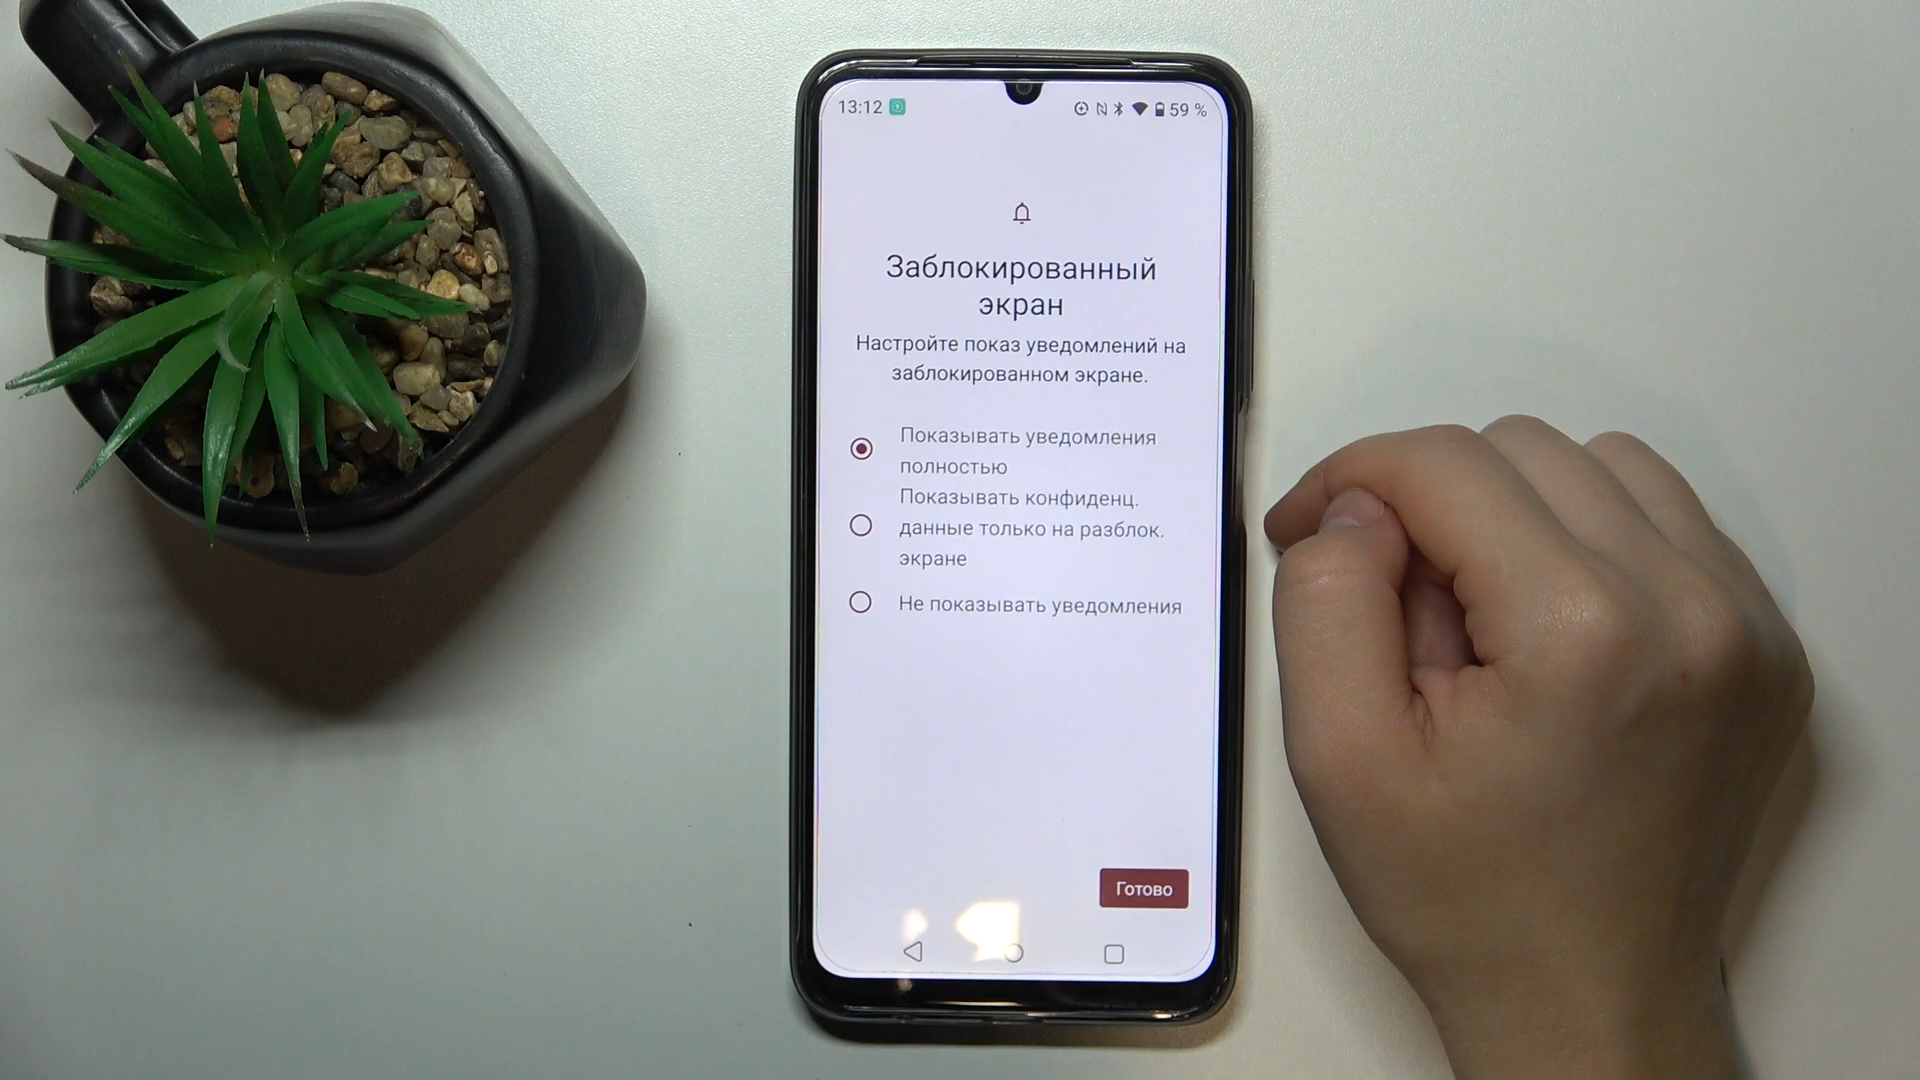 13:12
59 %
Заблокированный
экран
Настройте показ уведомлений на
заблокированном экране.
Показывать уведомления
полностью
Показывать конфиденц.
данные только на разблок.
экране
Не показывать уведомления
Готово